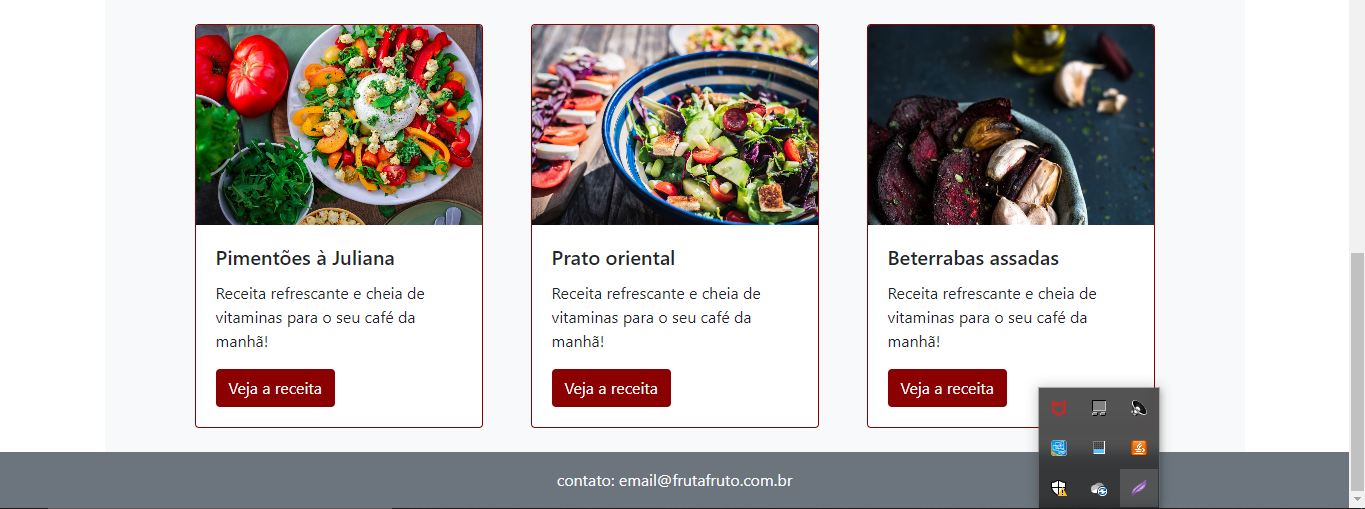 Pimentões à Juliana
Receita refrescante e cheia de
vitaminas para o seu café da
manhã!
Veja a receita
Prato oriental
Receita refrescante e cheia de
vitaminas para o seu café da
manhã!
Veja a receita
Beterrabas assadas
Receita refrescante e cheia de
vitaminas para o seu café da
manhã!
Veja a receita
contato: email@frutafruto.com.br